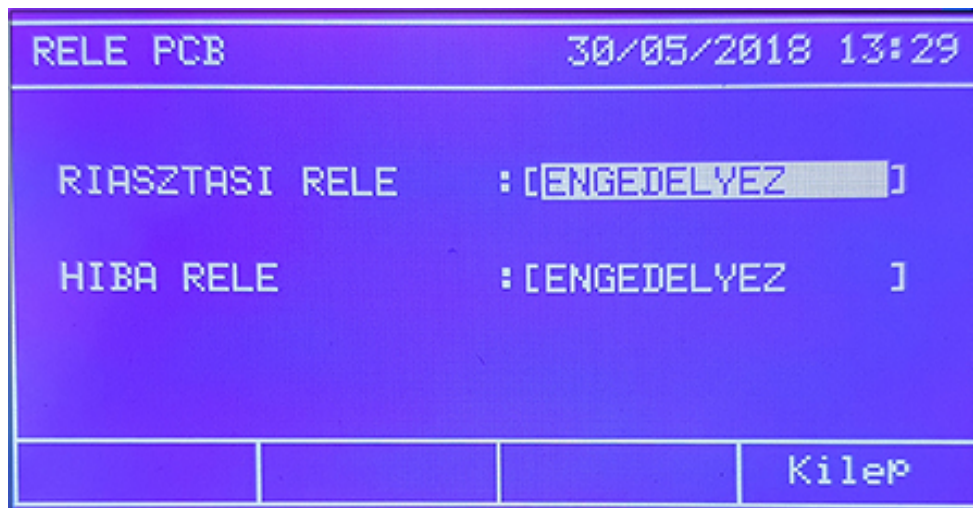 RELE PCB 30/05/2018 13:29
RIASZTASI RELE :[ENGEDELYEZ ]
HIBA RELE :[ENGEDELYEZ ]
Kilep